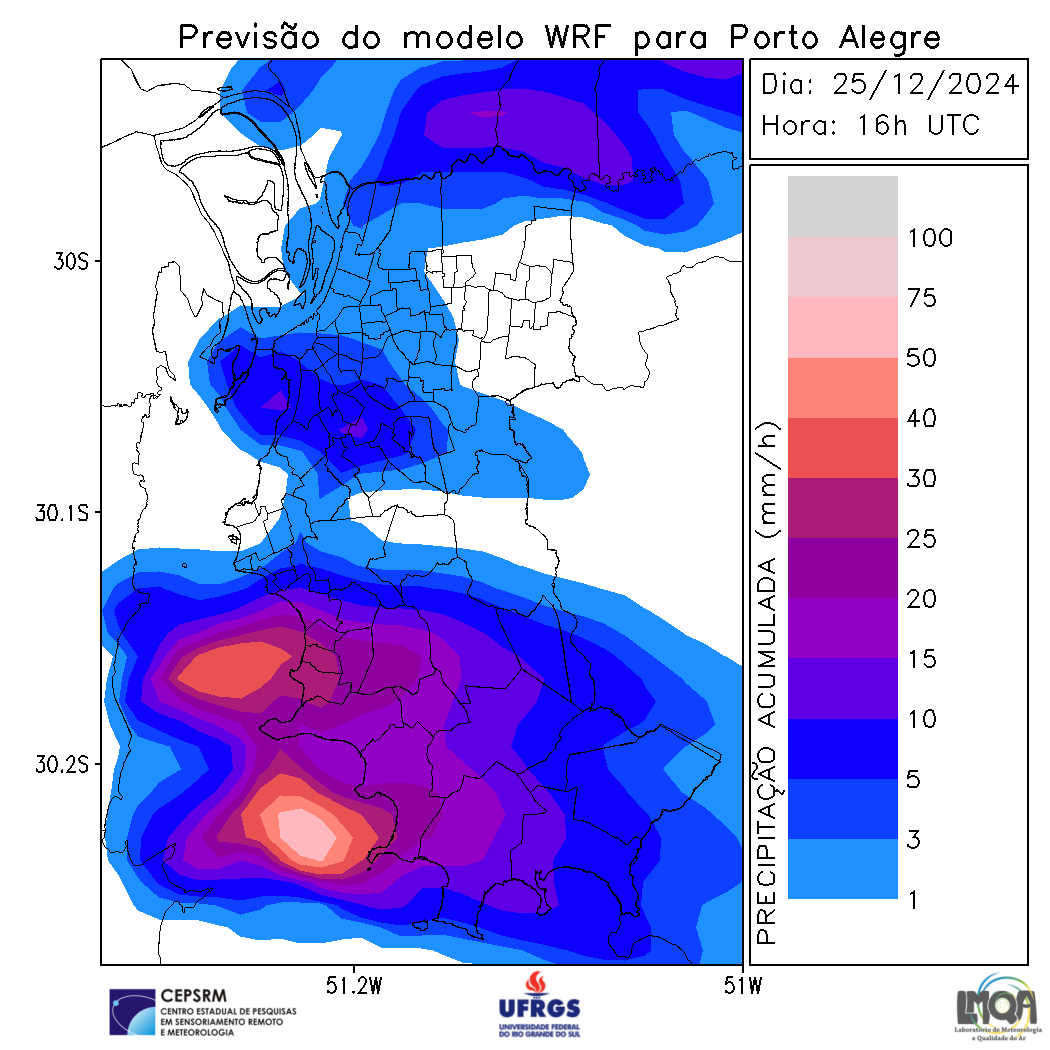 Previsão do modelo WRF para Porto Alegre
Dia: 25/12/2024
Hora: 16h UTC
30S
30.1S
30.2S
51.2W
51W
PRECIPITAÇÃO ACUMULADA (mm/h)
100
75
50
40
30
25
20
15
10
5
3
1
CEPSRM
CENTRO ESTADUAL DE PESQUISAS
EM SENSORIAMENTO REMOTO
E METEOROLOGIA
UFRGS
UNIVERSIDADE FEDERAL
DO RIO GRANDE DO SUL
LMQA
Laboratório de Meteorologia
e Qualidade do Ar